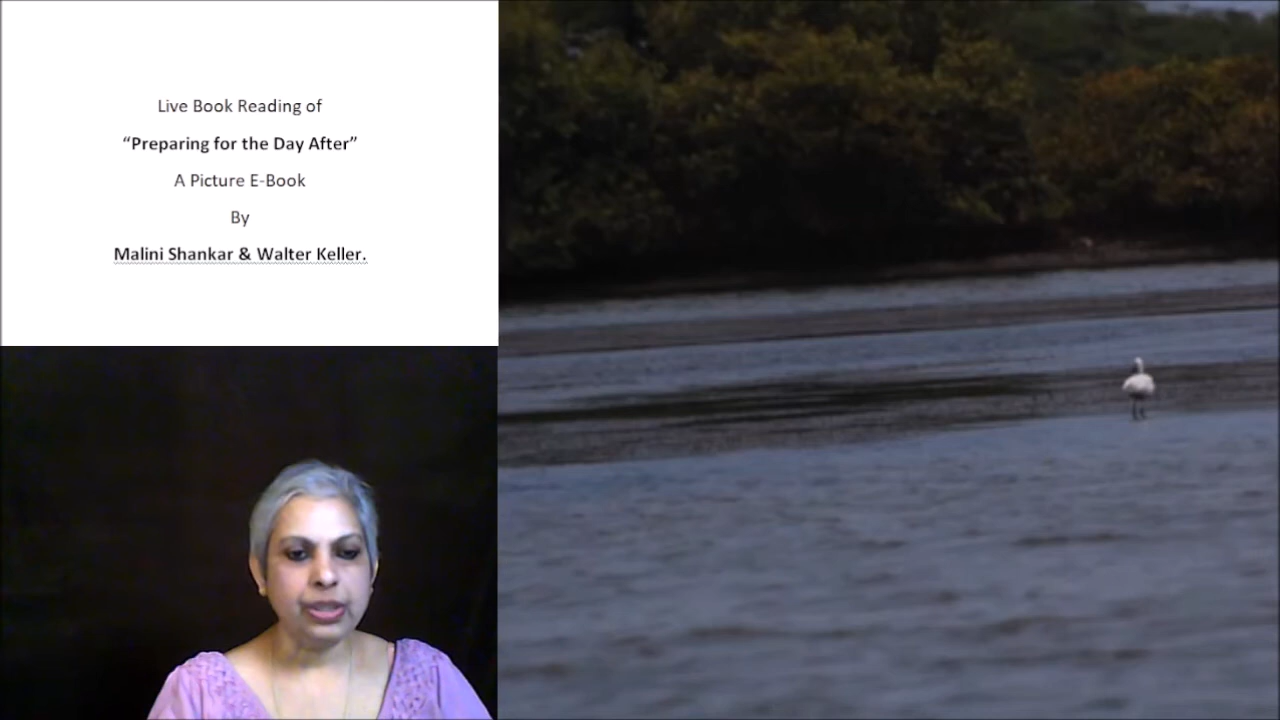 Live Book Reading of
“Preparing for the Day After”
A Picture E-Book
By
Malini Shankar & Walter Keller.